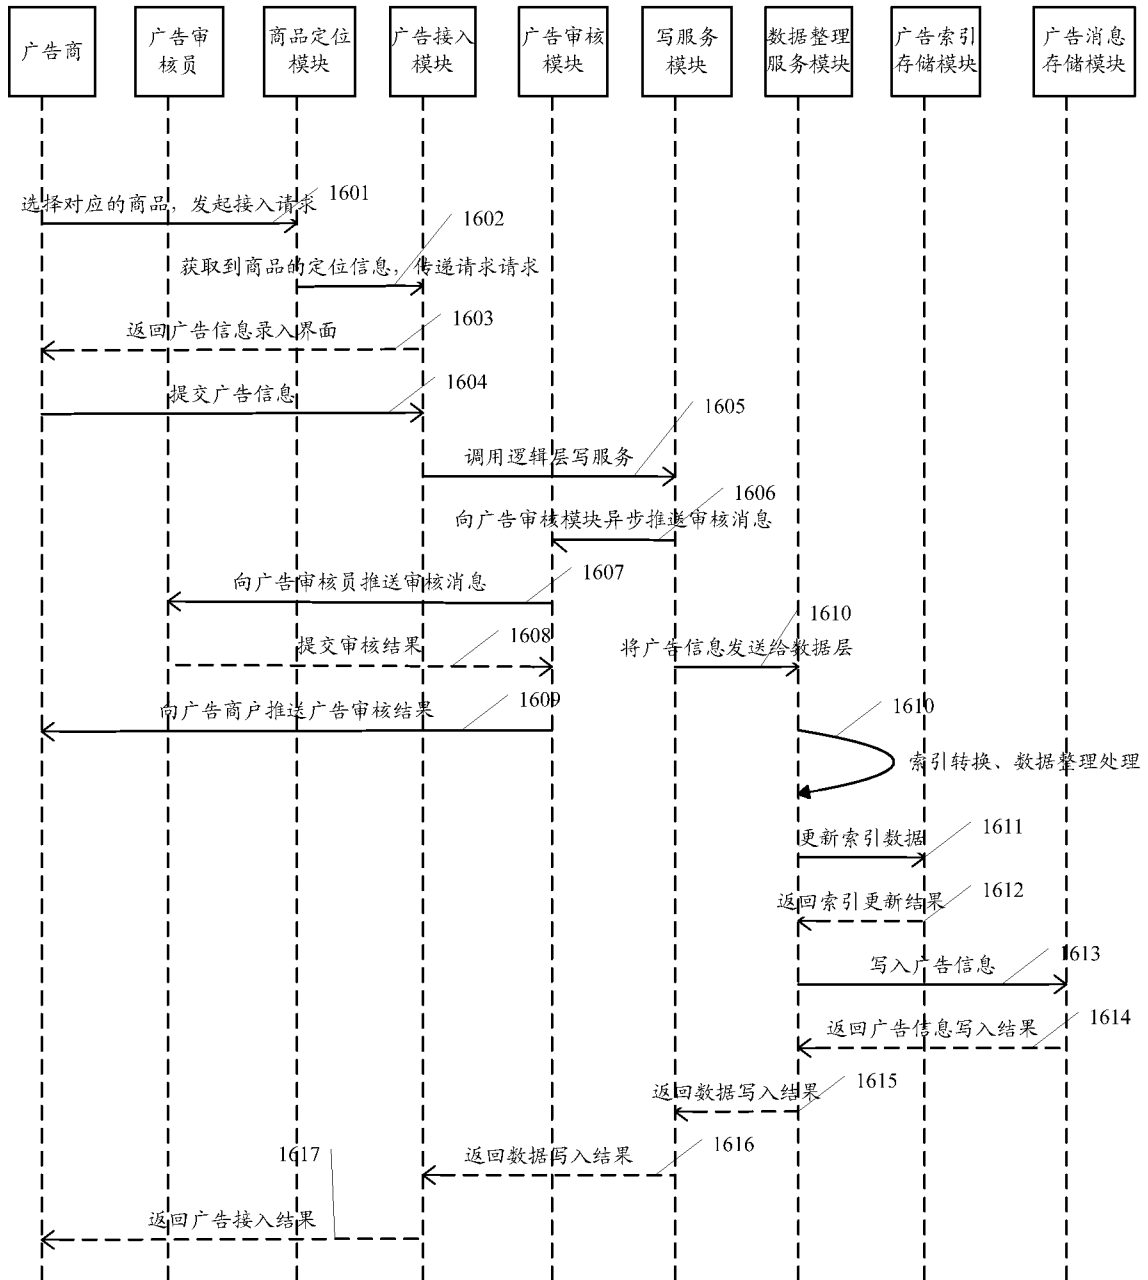 广告商
广告审
核员
商品定位
模块
广告接入
模块
广告审核
模块
写服务
模块
数据整理
服务模块
广告索引
存储模块
广告消息
存储模块
1601
选择对应的商品，发起接入请求
1602
获取到商品的定位信息，传递请求请求
1603
返回广告信息录入界面
1604
提交广告信息
1605
调用逻辑层写服务
1606
向广告审核模块异步推送审核消息
1607
向广告审核员推送审核消息
1608
提交审核结果
1610
将广告信息发送给数据层
1609
向广告商户推送广告审核结果
1610
索引转换、数据整理处理
1611
更新索引数据
1612
返回索引更新结果
1613
写入广告信息
1614
返回广告信息写入结果
1615
返回数据写入结果
1616
返回数据写入结果
1617
返回广告接入结果